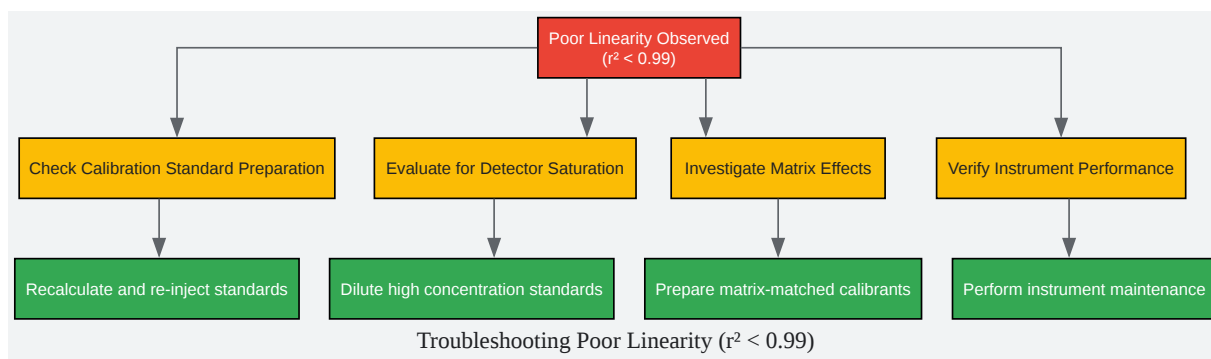 Poor Linearity Observed
(r² < 0.99)
Check Calibration Standard Preparation
Evaluate for Detector Saturation
Investigate Matrix Effects
Verify Instrument Performance
Recalculate and re-inject standards
Dilute high concentration standards
Prepare matrix-matched calibrants
Perform instrument maintenance
Troubleshooting Poor Linearity (r² < 0.99)